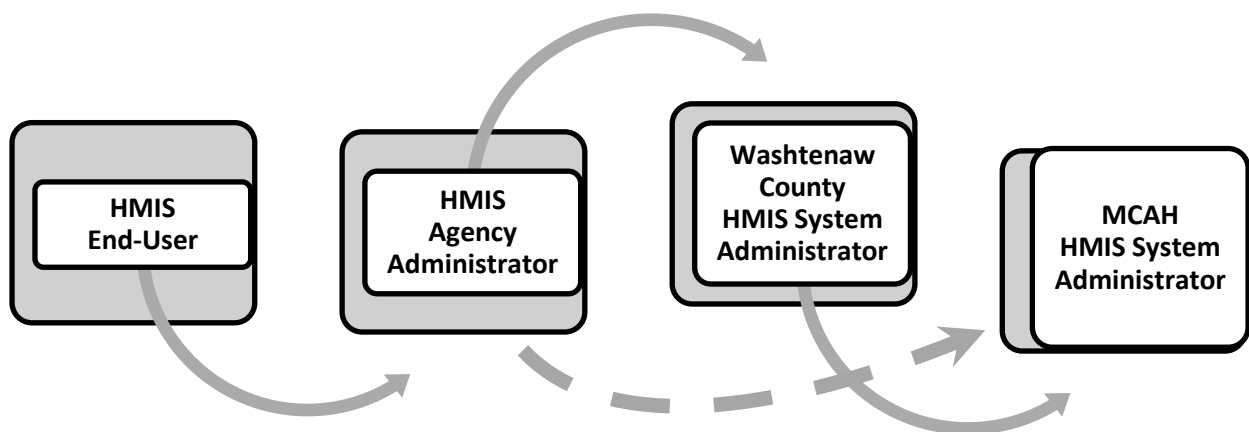 HMIS
End-User
HMIS
Agency
Administrator
Washtenaw
County
HMIS System
Administrator
MCAH
HMIS System
Administrator